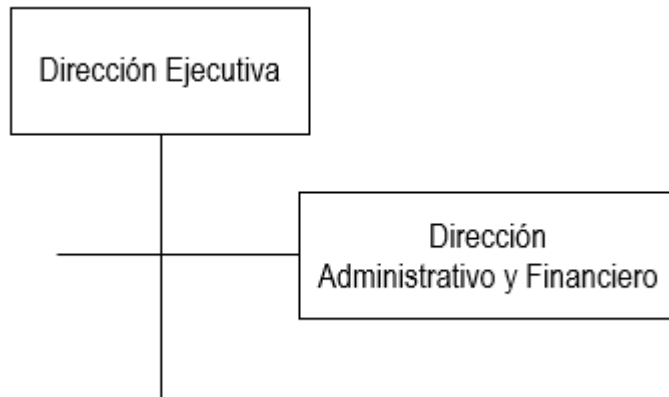 Dirección Ejecutiva
Dirección
Administrativo y Financiero